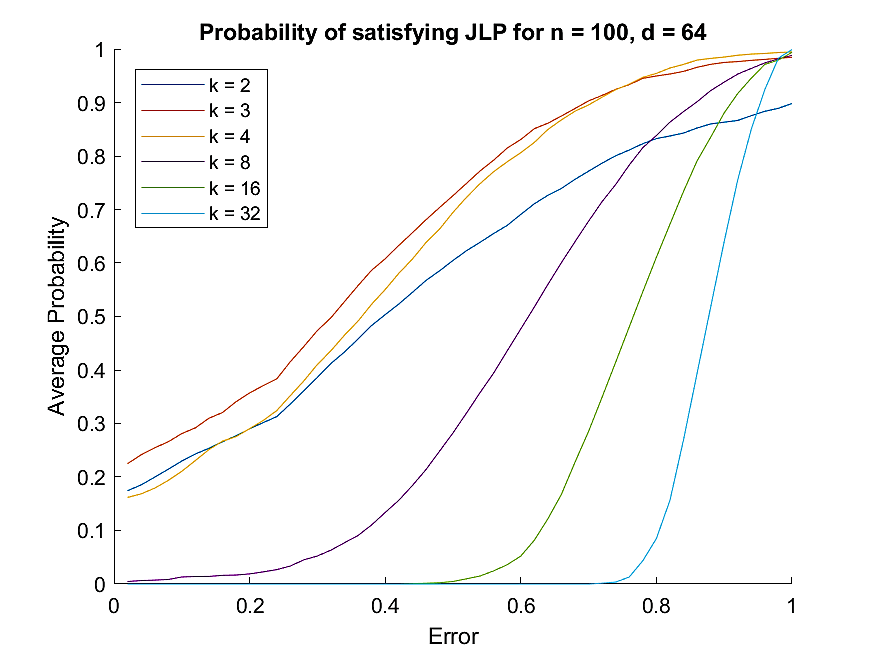 Probability of satisfying JLP for n = 100, d = 64
1
0.9
0.8
0.7
0.6
0.5
0.4
0.3
0.2
0.1
0
Average Probability
k = 2
k = 3
k = 4
k = 8
k = 16
k = 32
0 0.2 0.4 0.6 0.8 1
Error